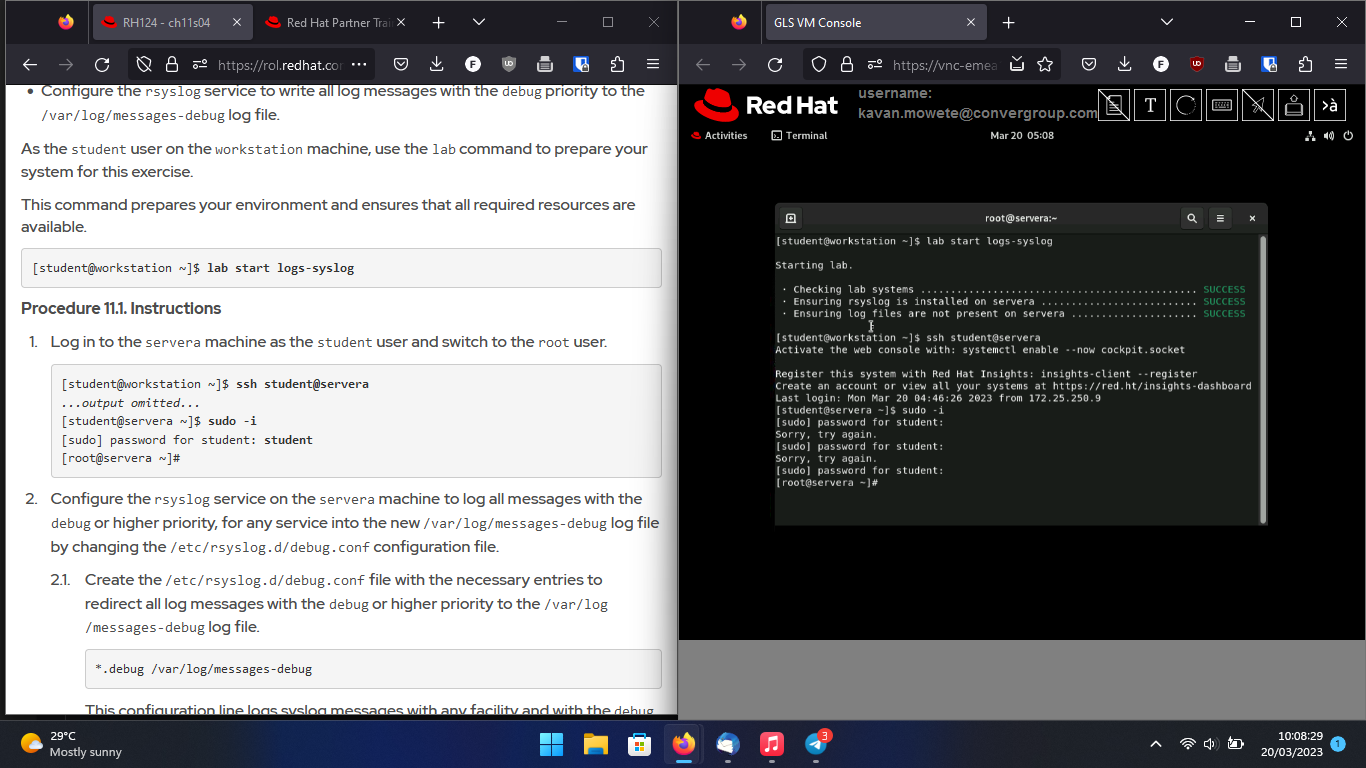 RH124 - ch11s04
Red Hat Partner Trai
https://rol.redhat.cor
• Configure the rsyslog service to write all log messages with the debug priority to the
/var/log/messages-debug log file.
As the student user on the workstation machine, use the lab command to prepare your
system for this exercise.
This command prepares your environment and ensures that all required resources are
available.
[student@workstation ~]$ lab start logs-syslog
Procedure 11.1. Instructions
1. Log in to the servera machine as the student user and switch to the root user.
[student@workstation ~]$ ssh student@servera
...output omitted...
[student@servera ~]$ sudo -i
[sudo] password for student: student
[root@servera ~]#
2. Configure the rsyslog service on the servera machine to log all messages with the
debug or higher priority, for any service into the new /var/log/messages-debug log file
by changing the /etc/rsyslog.d/debug.conf configuration file.
2.1. Create the /etc/rsyslog.d/debug.conf file with the necessary entries to
redirect all log messages with the debug or higher priority to the /var/log
/messages-debug log file.
*.debug /var/log/messages-debug
This configuration line logs syslog messages with any facility and with the debug
GLS VM Console
https://vnc-emea
Red Hat
username:
kavan.mowete@convergroup.com
T
>à
Activities
Terminal
Mar 20 05:08
root@servera:~
[student@workstation ~]$ lab start logs-syslog
Starting lab.
· Checking lab systems ............................................. SUCCESS
· Ensuring rsyslog is installed on servera ......................... SUCCESS
· Ensuring log files are not present on servera .................... SUCCESS
[student@workstation ~]$ ssh student@servera
Activate the web console with: systemctl enable --now cockpit.socket
Register this system with Red Hat Insights: insights-client --register
Create an account or view all your systems at https://red.ht/insights-dashboard
Last login: Mon Mar 20 04:46:26 2023 from 172.25.250.9
[student@servera ~]$ sudo -i
[sudo] password for student:
Sorry, try again.
[sudo] password for student:
Sorry, try again.
[sudo] password for student:
[root@servera ~]#
29°C
Mostly sunny
3
10:08:29
20/03/2023
1